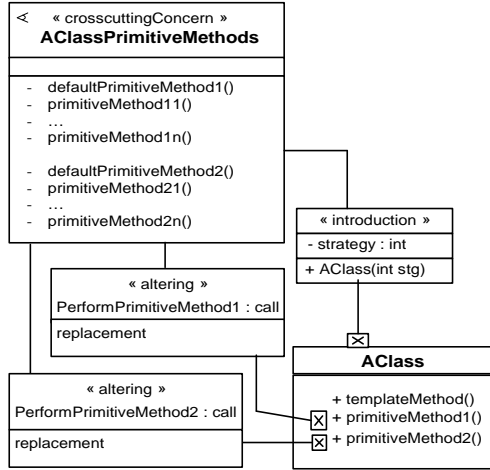 « crosscuttingConcern »
AClassPrimitiveMethods
- defaultPrimitiveMethod1()
- primitiveMethod11()
- ...
- primitiveMethod1n()
- defaultPrimitiveMethod2()
- primitiveMethod21()
- ...
- primitiveMethod2n()
« introduction »
- strategy : int
+ AClass(int stg)
« altering »
PerformPrimitiveMethod1 : call
replacement
AClass
+ templateMethod()
+ primitiveMethod1()
+ primitiveMethod2()
« altering »
PerformPrimitiveMethod2 : call
replacement